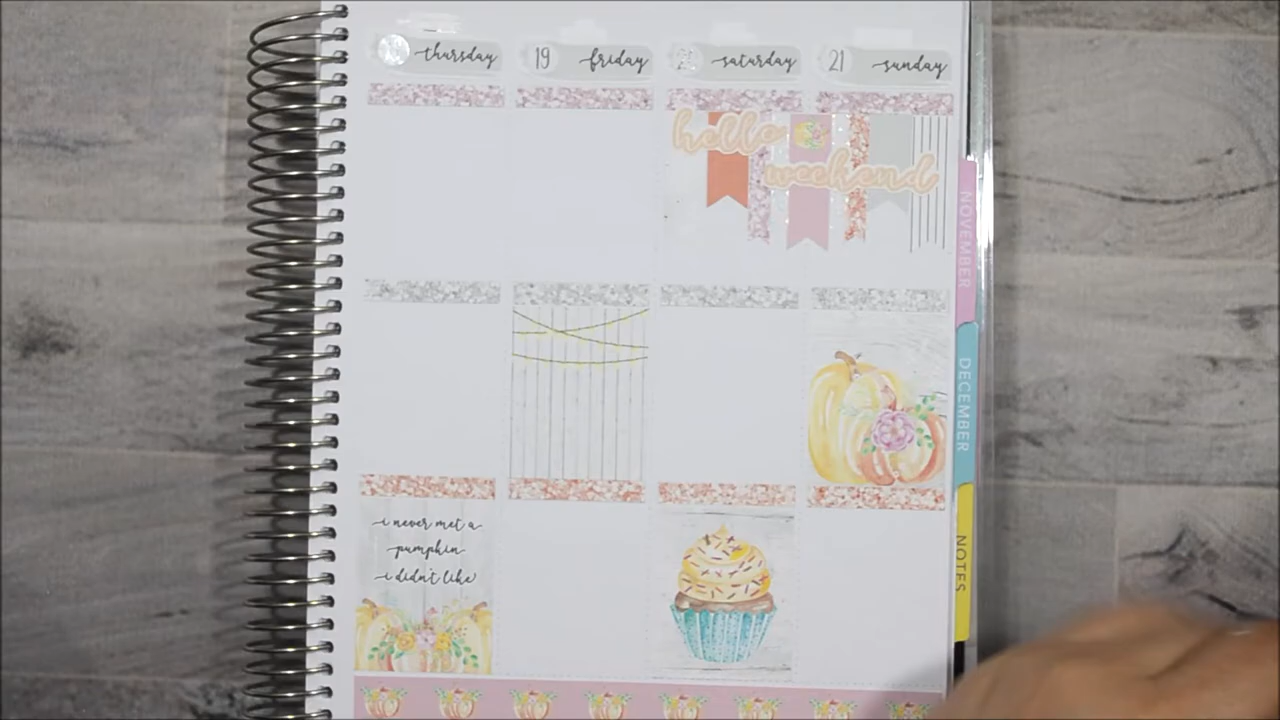 thursday
19 friday
saturday
21 sunday
hello
weekend
i never met a
pumpkin
i didn't like
NOVEMBER
DECEMBER
NOTES